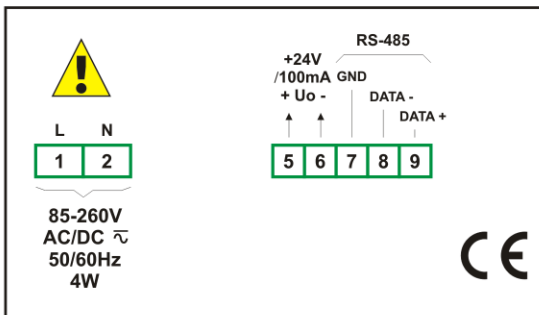 !
L N
1 2
85-260V
AC/DC
50/60Hz
4W
RS-485
+24V
/100mA GND
+ Uo - DATA -
DATA +
5 6 7 8 9
CE